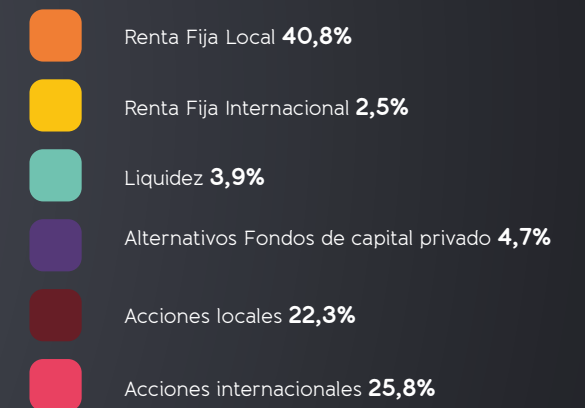 Renta Fija Local 40,8%
Renta Fija Internacional 2,5%
Liquidez 3,9%
Alternativos Fondos de capital privado 4,7%
Acciones locales 22,3%
Acciones internacionales 25,8%